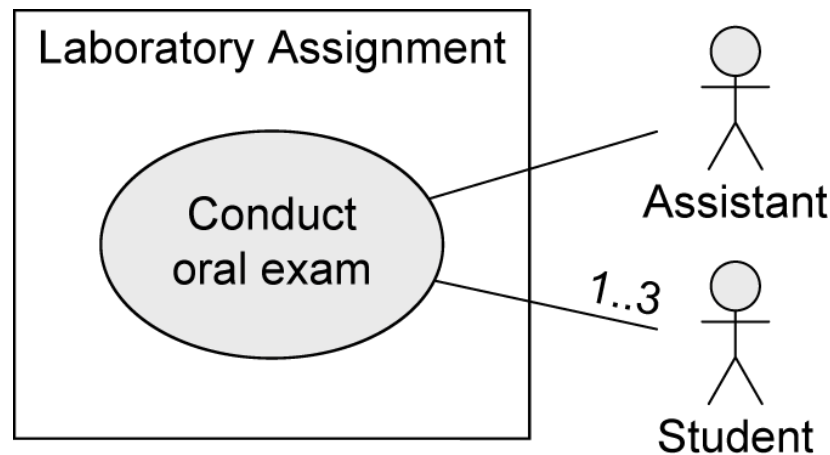 Laboratory Assignment
Conduct
oral exam
Assistant
1..3
Student